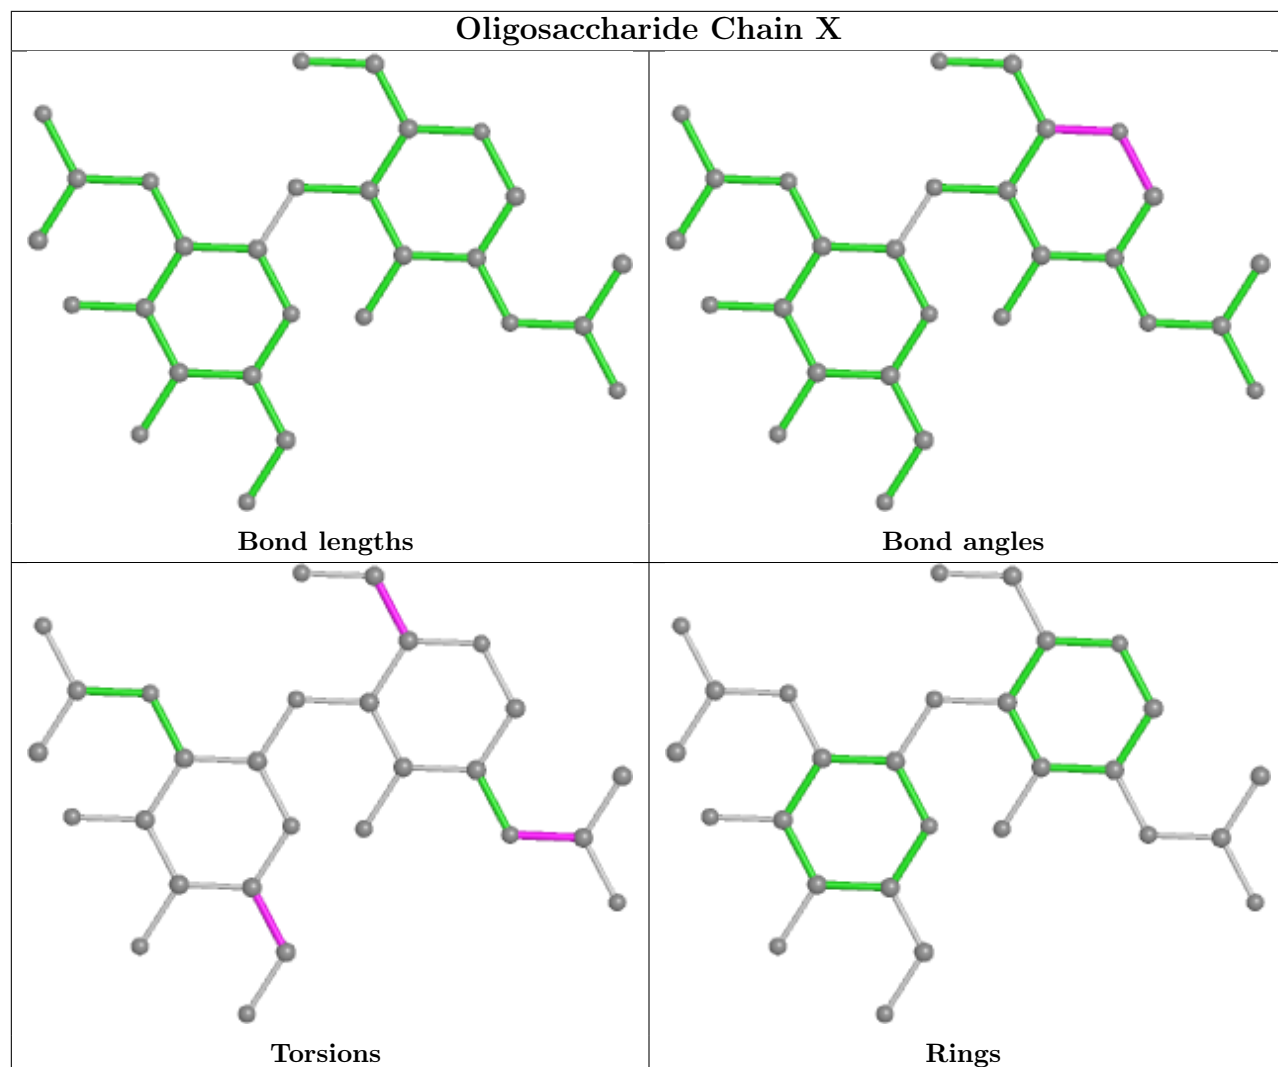 Oligosaccharide Chain X
Bond lengths
Bond angles
Torsions
Rings